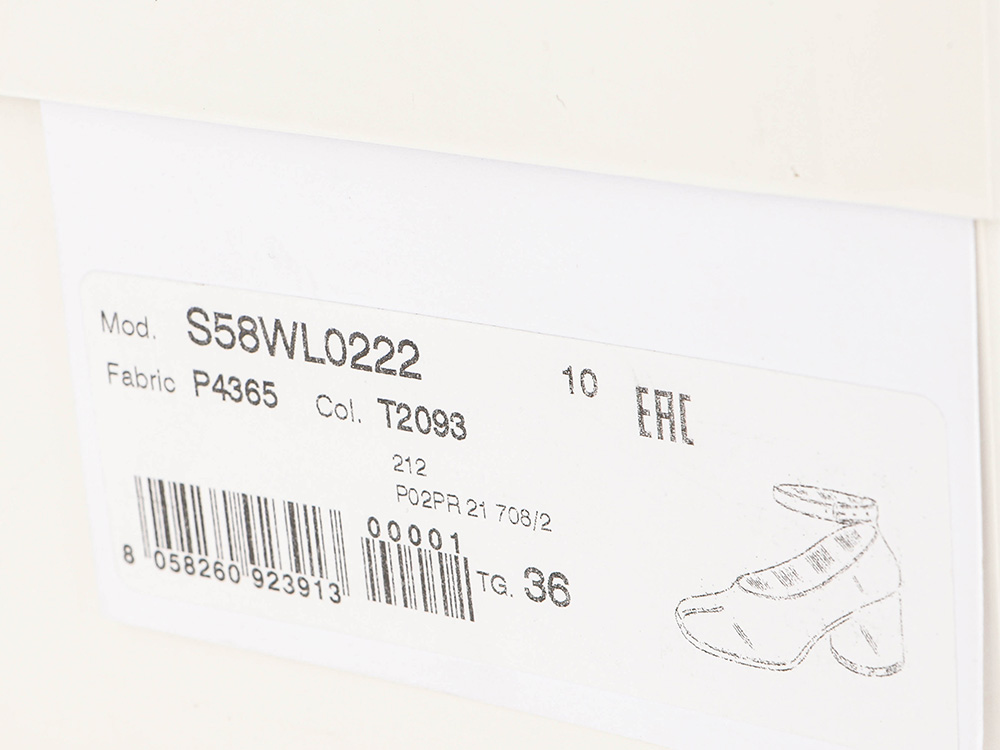 Mod. S58WL0222 10 EAC
Fabric P4365 Col. T2093
212
P02PR 21 708/2
00001
8 058260 923913 TG. 36